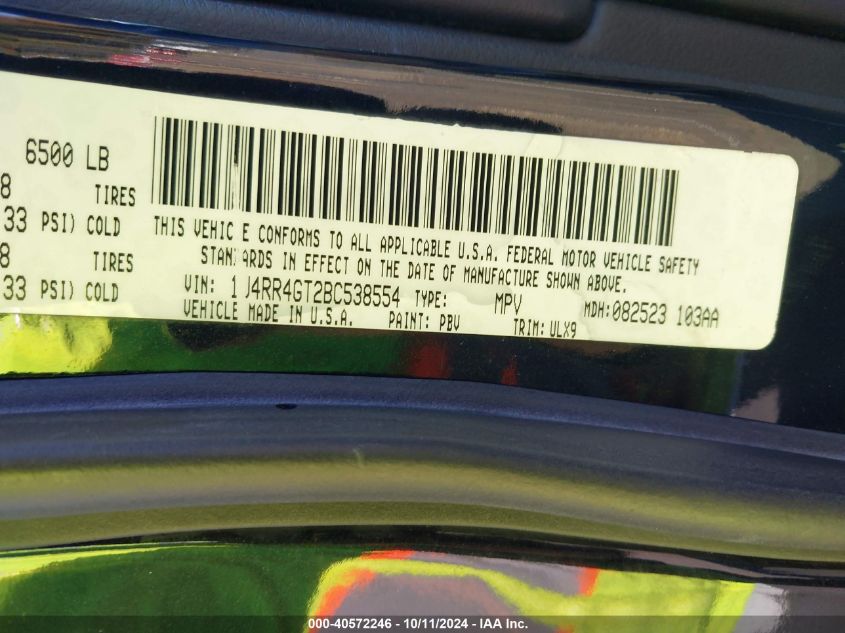 6500 LB
8 TIRES
33 PSI) COLD
8 TIRES
33 PSI) COLD
THIS VEHIC E CONFORMS TO ALL APPLICABLE U.S.A. FEDERAL MOTOR VEHICLE SAFETY
STAN: ARDS IN EFFECT ON THE DATE OF MANUFACTURE SHOWN ABOVE.
VIN: 1 J4RR4GT2BC538554 TYPE: MPV MDH:082523 103AA
VEHICLE MADE IN U.S.A. PAINT: PBV TRIM: ULX9
000-40572246 - 10/11/2024 - IAA Inc.